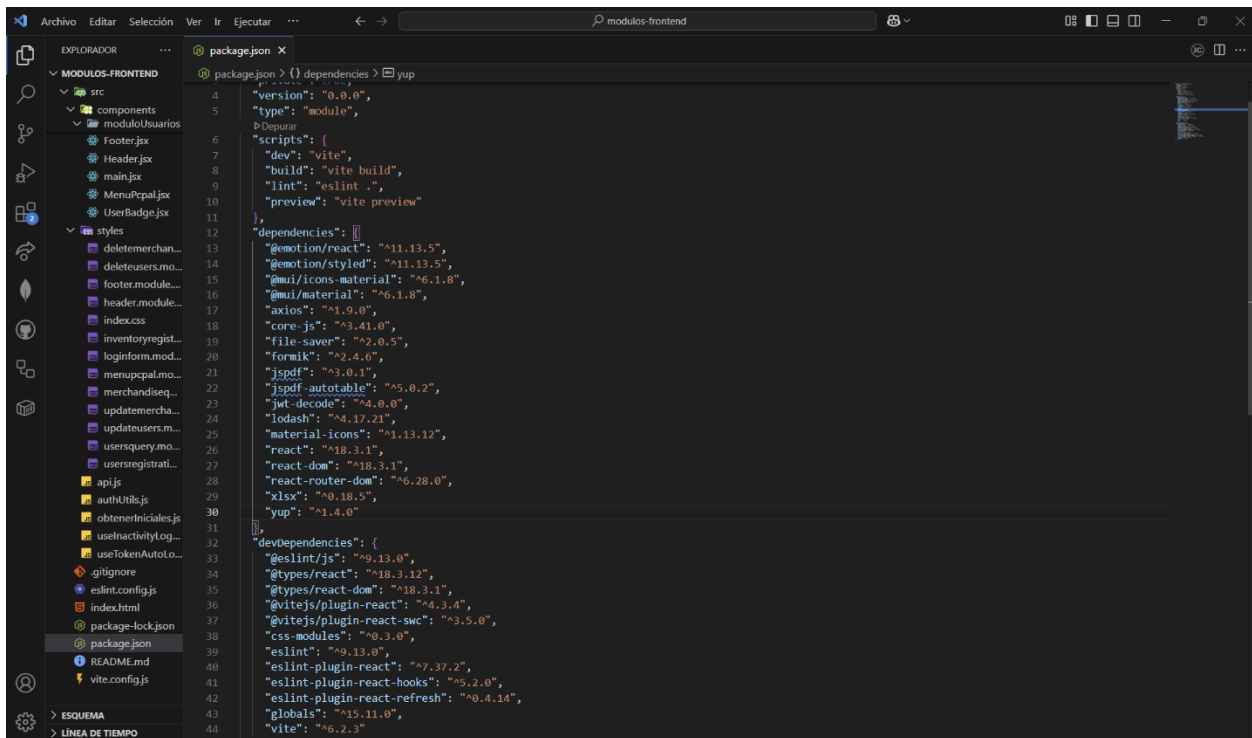 Archivo Editar Selección Ver Ir Ejecutar ···
modulos-frontend
EXPLORADOR ···
MODULOS-FRONTEND
src
components
moduloUsuarios
Footer.jsx
Header.jsx
main.jsx
MenuPcpal.jsx
UserBadge.jsx
styles
deletemerchan...
deleteusers.mo...
footer.module....
header.module...
index.css
inventoryregist...
loginform.mod...
menupcpal.mo...
merchandiseq...
updatemercha...
updateusers.m...
usersquery.mo...
usersregistrati...
api.js
authUtils.js
obtenerIniciales.js
useInactivityLog...
useTokenAutoLo...
.gitignore
eslint.config.js
index.html
package-lock.json
package.json
README.md
vite.config.js
ESQUEMA
LÍNEA DE TIEMPO
2
package.json
package.json > {} dependencies > yup
4 "version": "0.0.0",
5 "type": "module",
Depurar
6 "scripts": {
7 "dev": "vite",
8 "build": "vite build",
9 "lint": "eslint .",
10 "preview": "vite preview"
11 },
12 "dependencies": {
13 "@emotion/react": "^11.13.5",
14 "@emotion/styled": "^11.13.5",
15 "@mui/icons-material": "^6.1.8",
16 "@mui/material": "^6.1.8",
17 "axios": "^1.9.0",
18 "core-js": "^3.41.0",
19 "file-saver": "^2.0.5",
20 "formik": "^2.4.6",
21 "jspdf": "^3.0.1",
22 "jspdf-autotable": "^5.0.2",
23 "jwt-decode": "^4.0.0",
24 "lodash": "^4.17.21",
25 "material-icons": "^1.13.12",
26 "react": "^18.3.1",
27 "react-dom": "^18.3.1",
28 "react-router-dom": "^6.28.0",
29 "xlsx": "^0.18.5",
30 "yup": "^1.4.0"
31 },
32 "devDependencies": {
33 "@eslint/js": "^9.13.0",
34 "@types/react": "^18.3.12",
35 "@types/react-dom": "^18.3.1",
36 "@vitejs/plugin-react": "^4.3.4",
37 "@vitejs/plugin-react-swc": "^3.5.0",
38 "css-modules": "^0.3.0",
39 "eslint": "^9.13.0",
40 "eslint-plugin-react": "^7.37.2",
41 "eslint-plugin-react-hooks": "^5.2.0",
42 "eslint-plugin-react-refresh": "^0.4.14",
43 "globals": "^15.11.0",
44 "vite": "^6.2.3"